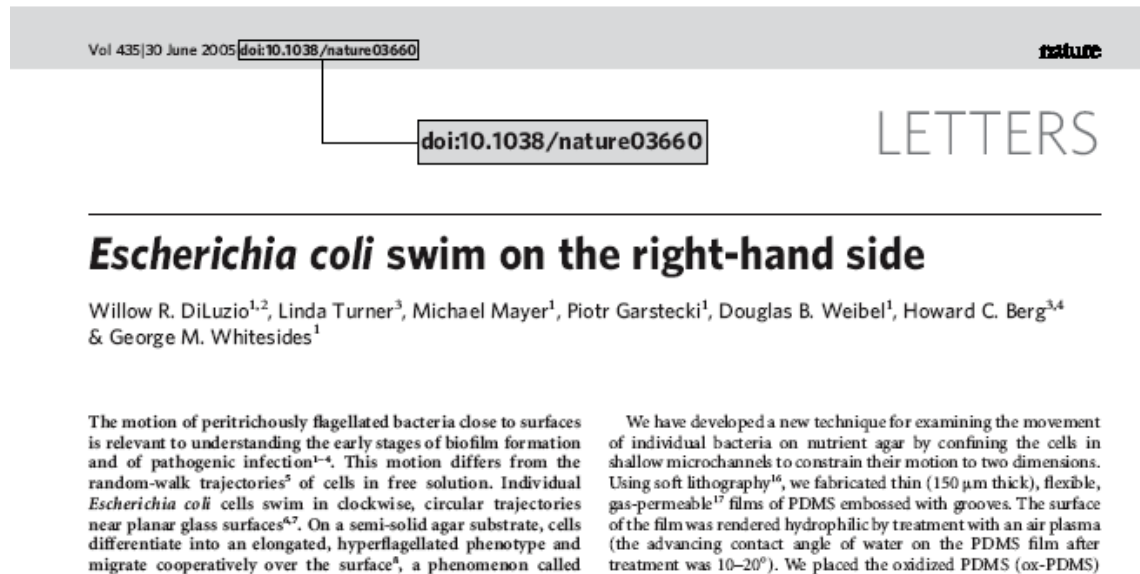 Vol 435|30 June 2005 doi:10.1038/nature03660
nature
doi:10.1038/nature03660
LETTERS
Escherichia coli swim on the right-hand side
Willow R. DiLuzio1,2, Linda Turner3, Michael Mayer1, Piotr Garstecki1, Douglas B. Weibel1, Howard C. Berg3,4
& George M. Whitesides1
The motion of peritrichously flagellated bacteria close to surfaces
is relevant to understanding the early stages of biofilm formation
and of pathogenic infection1–4. This motion differs from the
random-walk trajectories5 of cells in free solution. Individual
Escherichia coli cells swim in clockwise, circular trajectories
near planar glass surfaces6,7. On a semi-solid agar substrate, cells
differentiate into an elongated, hyperflagellated phenotype and
migrate cooperatively over the surface8, a phenomenon called
We have developed a new technique for examining the movement
of individual bacteria on nutrient agar by confining the cells in
shallow microchannels to constrain their motion to two dimensions.
Using soft lithography16, we fabricated thin (150 μm thick), flexible,
gas-permeable17 films of PDMS embossed with grooves. The surface
of the film was rendered hydrophilic by treatment with an air plasma
(the advancing contact angle of water on the PDMS film after
treatment was 10–20°). We placed the oxidized PDMS (ox-PDMS)